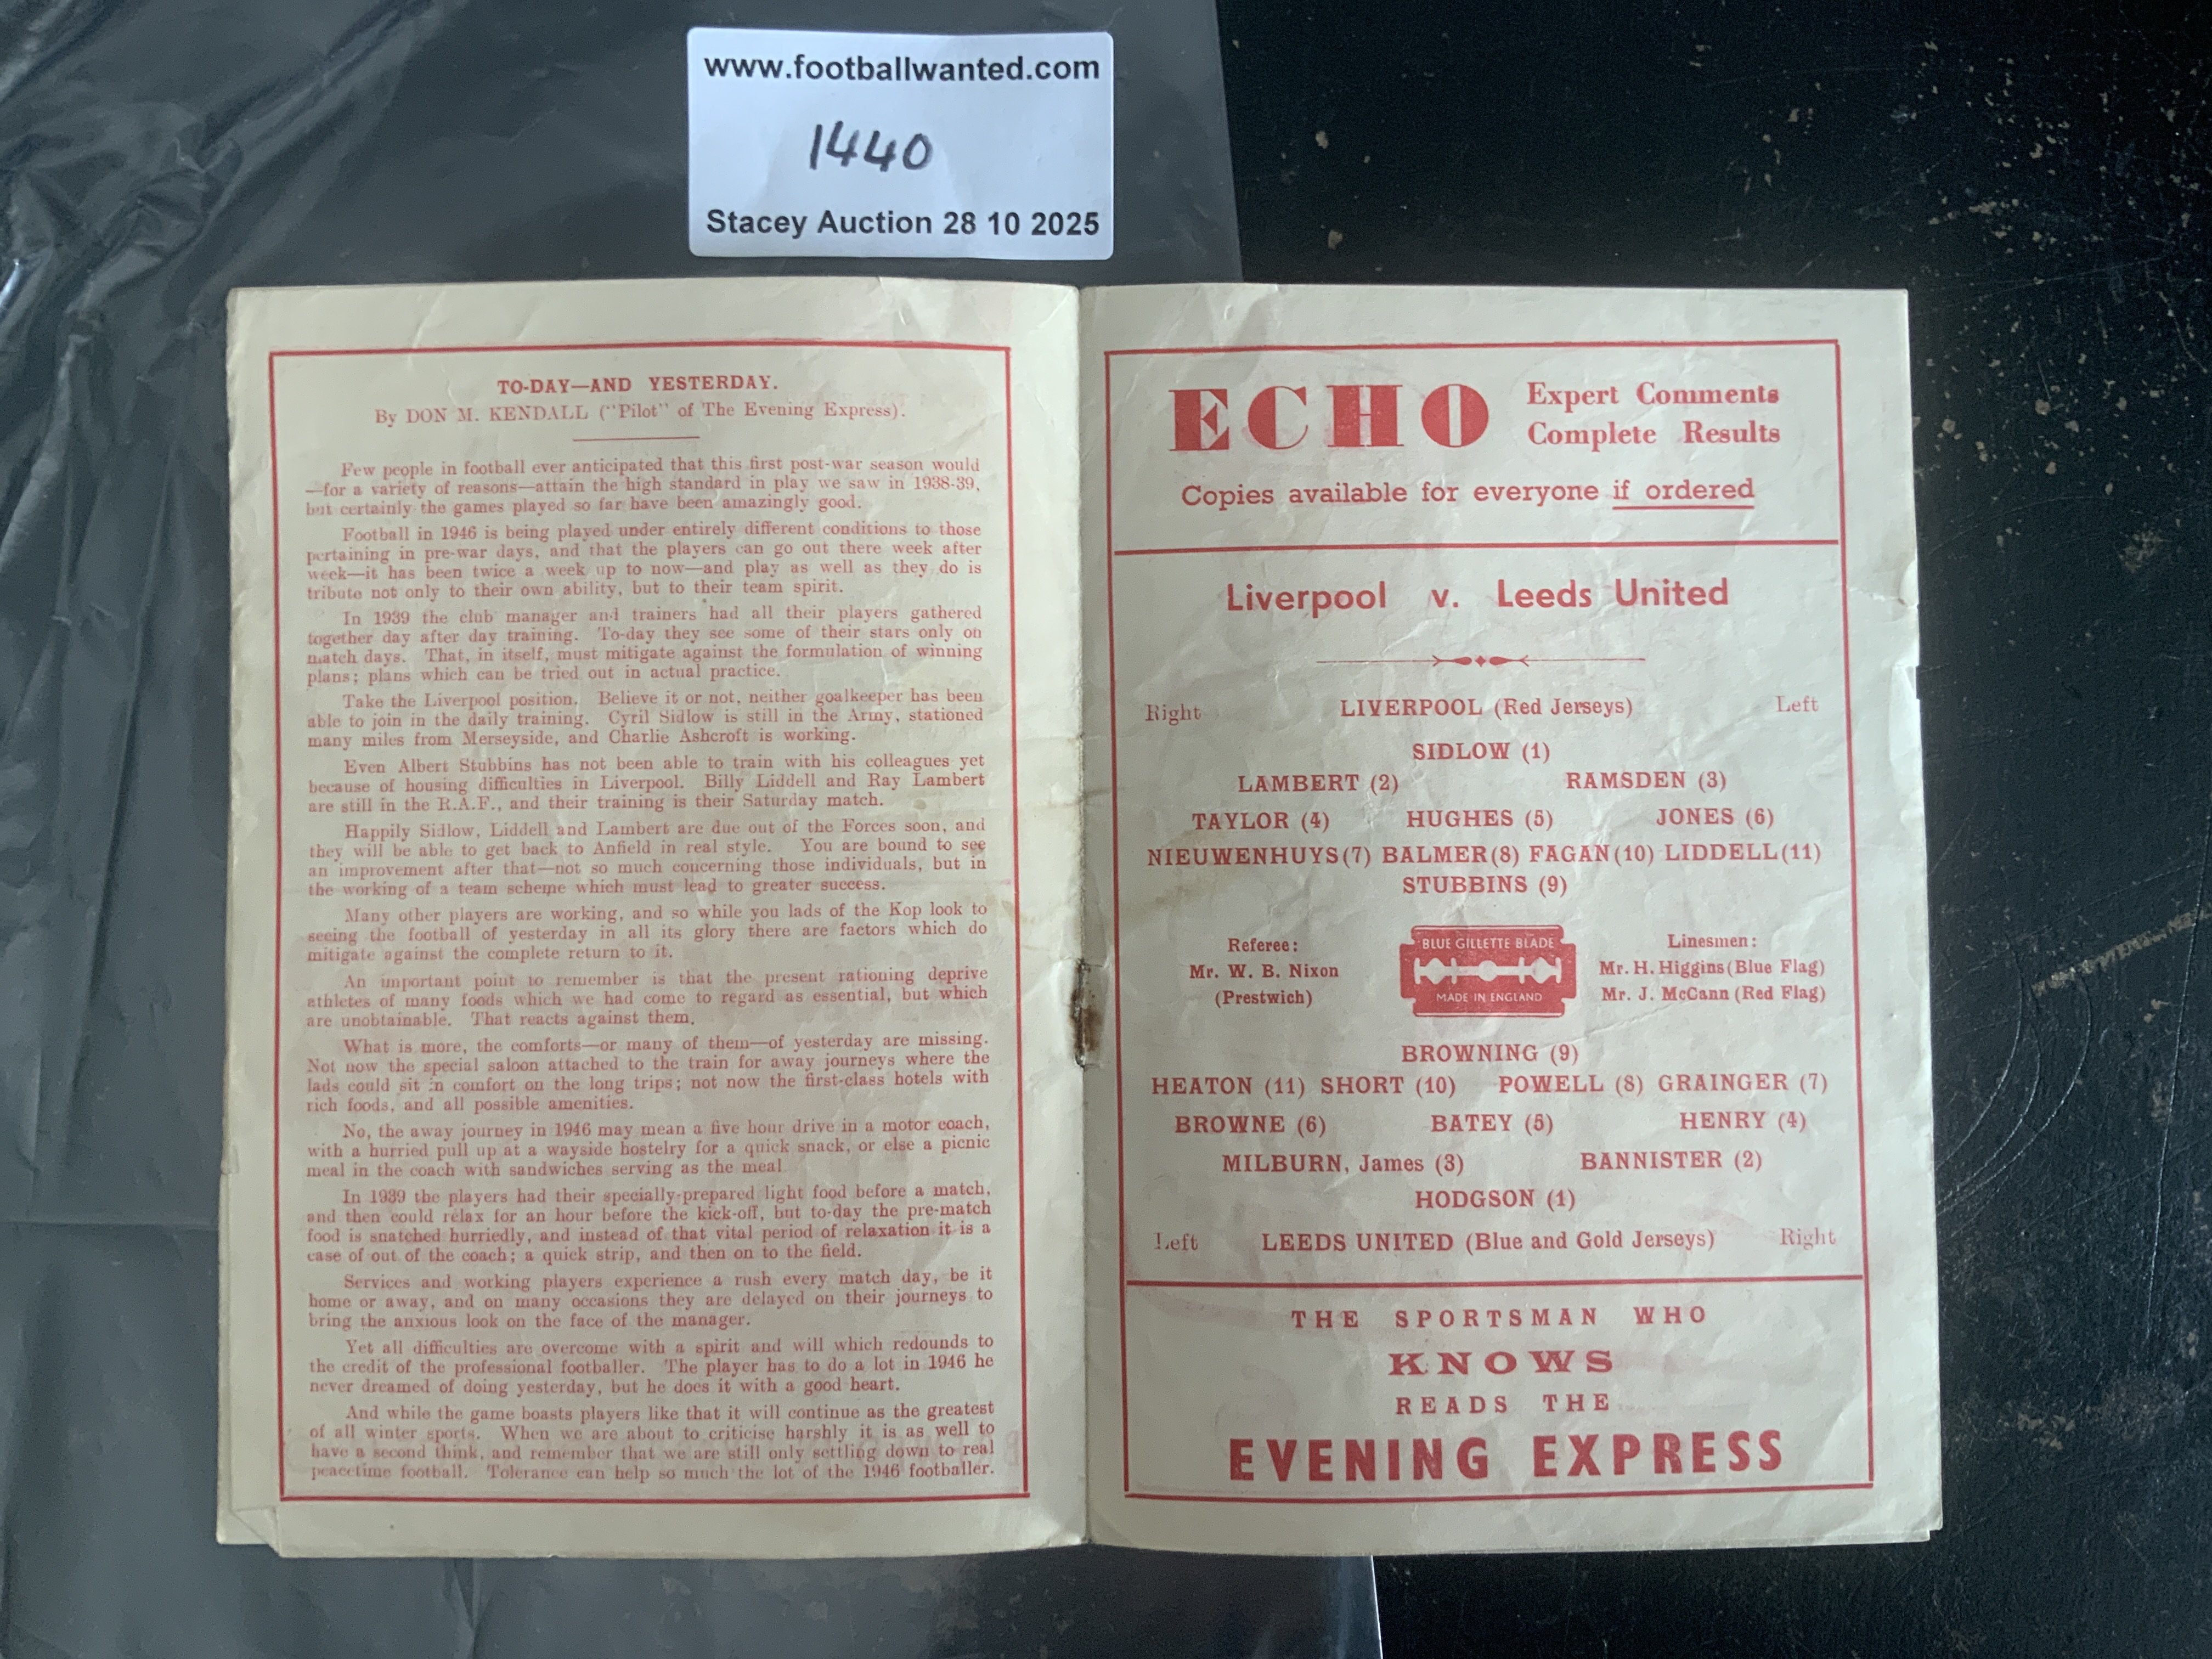 www.footballwanted.com
1440
Stacey Auction 28 10 2025
TO-DAY—AND YESTERDAY.
By DON M. KENDALL ("Pilot" of The Evening Express).
Few people in football ever anticipated that this first post-war season would
—for a variety of reasons—attain the high standard in play we saw in 1938-39,
but certainly the games played so far have been amazingly good.
Football in 1946 is being played under entirely different conditions to those
pertaining in pre-war days, and that the players can go out there week after
week—it has been twice a week up to now—and play as well as they do is
tribute not only to their own ability, but to their team spirit.
In 1939 the club manager and trainers had all their players gathered
together day after day training. To-day they see some of their stars only on
match days. That, in itself, must mitigate against the formulation of winning
plans; plans which can be tried out in actual practice.
Take the Liverpool position. Believe it or not, neither goalkeeper has been
able to join in the daily training. Cyril Sidlow is still in the Army, stationed
many miles from Merseyside, and Charlie Ashcroft is working.
Even Albert Stubbins has not been able to train with his colleagues yet
because of housing difficulties in Liverpool. Billy Liddell and Ray Lambert
are still in the R.A.F., and their training is their Saturday match.
Happily Sidlow, Liddell and Lambert are due out of the Forces soon, and
they will be able to get back to Anfield in real style. You are bound to see
an improvement after that—not so much concerning those individuals, but in
the working of a team scheme which must lead to greater success.
Many other players are working, and so while you lads of the Kop look to
seeing the football of yesterday in all its glory there are factors which do
mitigate against the complete return to it.
An important point to remember is that the present rationing deprive
athletes of many foods which we had come to regard as essential, but which
are unobtainable. That reacts against them.
What is more, the comforts—or many of them—of yesterday are missing.
Not now the special saloon attached to the train for away journeys where the
lads could sit in comfort on the long trips; not now the first-class hotels with
rich foods, and all possible amenities.
No, the away journey in 1946 may mean a five hour drive in a motor coach,
with a hurried pull up at a wayside hostelry for a quick snack, or else a picnic
meal in the coach with sandwiches serving as the meal
In 1939 the players had their specially-prepared light food before a match,
and then could relax for an hour before the kick-off, but to-day the pre-match
food is snatched hurriedly, and instead of that vital period of relaxation it is a
case of out of the coach; a quick strip, and then on to the field.
Services and working players experience a rush every match day, be it
home or away, and on many occasions they are delayed on their journeys to
bring the anxious look on the face of the manager.
Yet all difficulties are overcome with a spirit and will which redounds to
the credit of the professional footballer. The player has to do a lot in 1946 he
never dreamed of doing yesterday, but he does it with a good heart.
And while the game boasts players like that it will continue as the greatest
of all winter sports. When we are about to criticise harshly it is as well to
have a second think, and remember that we are still only settling down to real
peacetime football. Tolerance can help so much the lot of the 1946 footballer.
ECHO Expert Comments
Complete Results
Copies available for everyone if ordered
Liverpool v. Leeds United
Right LIVERPOOL (Red Jerseys) Left
SIDLOW (1)
LAMBERT (2) RAMSDEN (3)
TAYLOR (4) HUGHES (5) JONES (6)
NIEUWENHUYS (7) BALMER (8) FAGAN (10) LIDDELL (11)
STUBBINS (9)
Referee:
Mr. W. B. Nixon
(Prestwich)
BLUE GILLETTE BLADE
MADE IN ENGLAND
Linesmen:
Mr. H. Higgins (Blue Flag)
Mr. J. McCann (Red Flag)
BROWNING (9)
HEATON (11) SHORT (10) POWELL (8) GRAINGER (7)
BROWNE (6) BATEY (5) HENRY (4)
MILBURN, James (3) BANNISTER (2)
HODGSON (1)
Left LEEDS UNITED (Blue and Gold Jerseys) Right
THE SPORTSMAN WHO
KNOWS
READS THE
EVENING EXPRESS